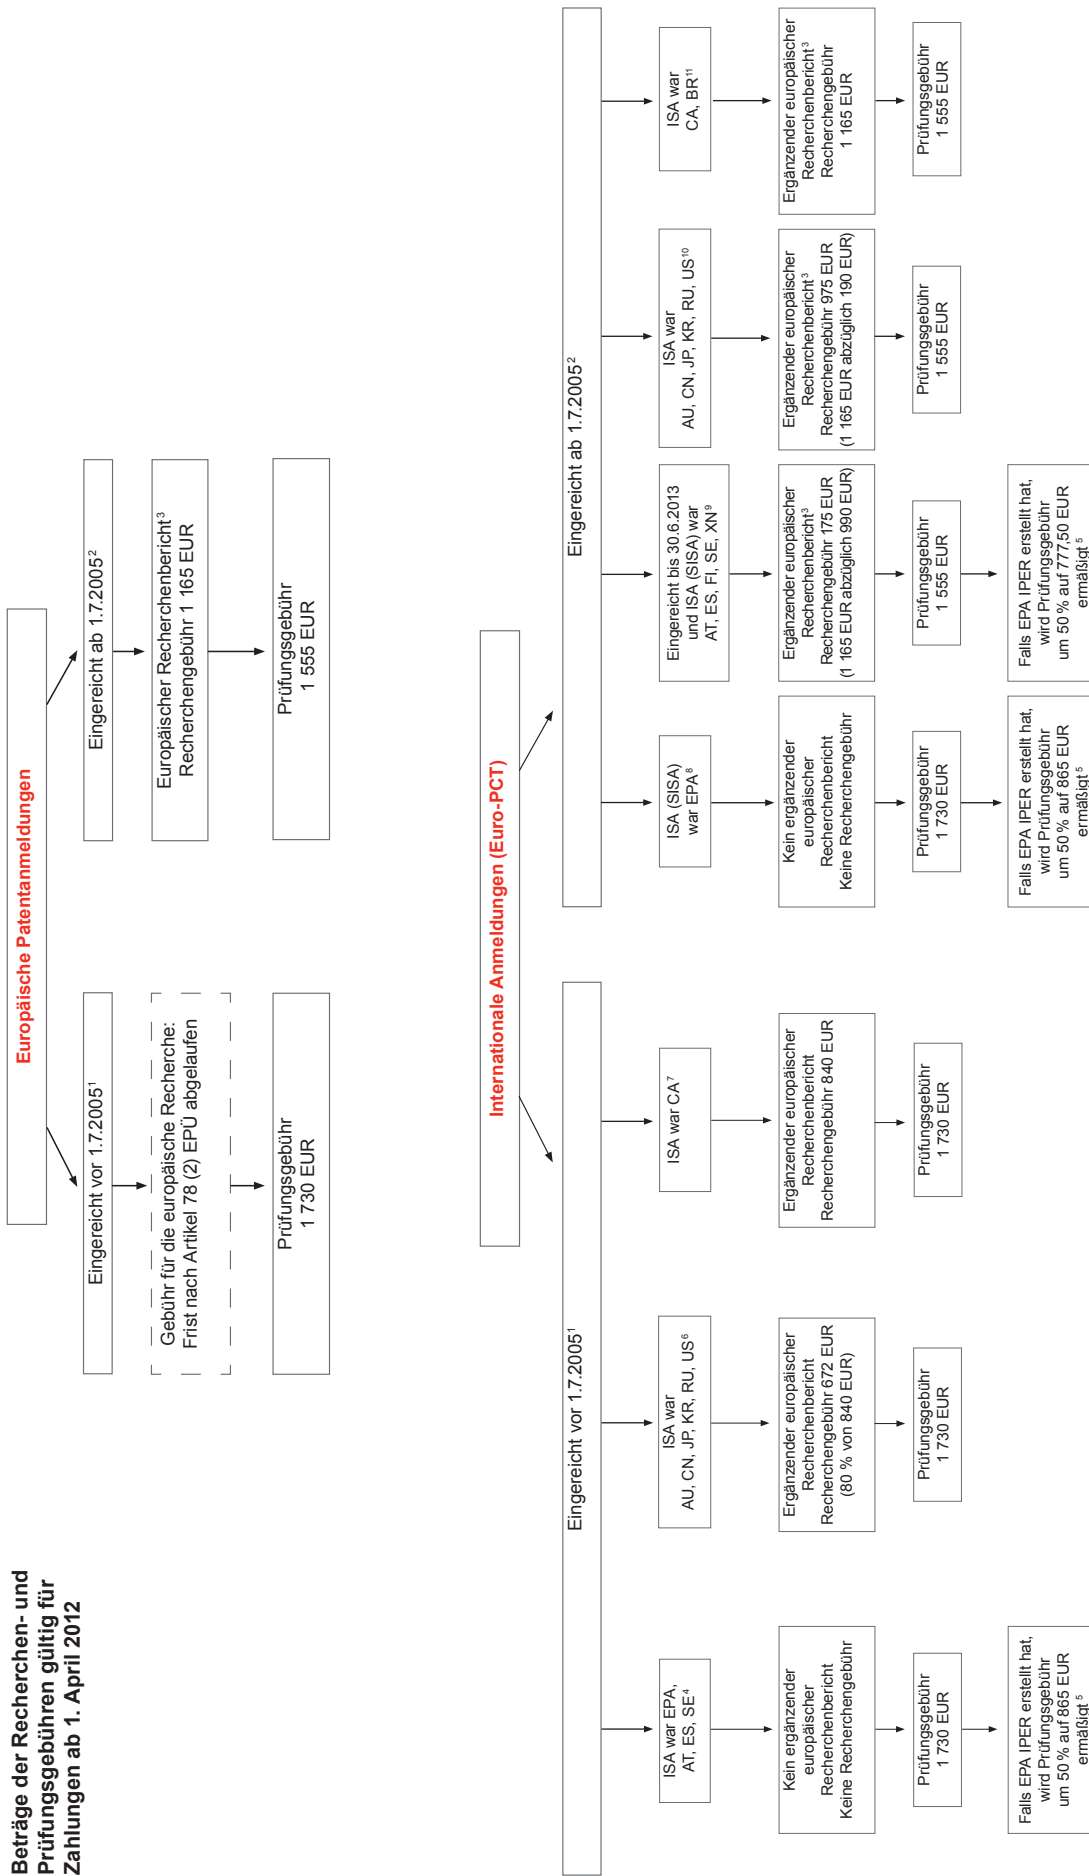 Beträge der Recherchen- und
Prüfungsgebühren gültig für
Zahlungen ab 1. April 2012
Europäische Patentanmeldungen
Eingereicht vor 1.7.2005¹
Gebühr für die europäische Recherche:
Frist nach Artikel 78 (2) EPÜ abgelaufen
Prüfungsgebühr
1 730 EUR
Eingereicht ab 1.7.2005²
Europäischer Recherchenbericht³
Recherchengebühr 1 165 EUR
Prüfungsgebühr
1 555 EUR
Internationale Anmeldungen (Euro-PCT)
Eingereicht vor 1.7.2005¹
ISA war EPA,
AT, ES, SE⁴
Kein ergänzender
europäischer
Recherchenbericht
Keine Recherchengebühr
Prüfungsgebühr
1 730 EUR
Falls EPA IPER erstellt hat,
wird Prüfungsgebühr
um 50 % auf 865 EUR
ermäßigt ⁵
ISA war
AU, CN, JP, KR, RU, US⁶
Ergänzender europäischer
Recherchenbericht
Recherchengebühr 672 EUR
(80 % von 840 EUR)
Prüfungsgebühr
1 730 EUR
ISA war CA⁷
Ergänzender europäischer
Recherchenbericht
Recherchengebühr 840 EUR
Prüfungsgebühr
1 730 EUR
Eingereicht ab 1.7.2005²
ISA (SISA)
war EPA⁸
Kein ergänzender
europäischer
Recherchenbericht
Keine Recherchengebühr
Prüfungsgebühr
1 730 EUR
Falls EPA IPER erstellt hat,
wird Prüfungsgebühr
um 50 % auf 865 EUR
ermäßigt ⁵
Eingereicht bis 30.6.2013
und ISA (SISA) war
AT, ES, FI, SE, XN⁹
Ergänzender europäischer
Recherchenbericht³
Recherchengebühr 175 EUR
(1 165 EUR abzüglich 990 EUR)
Prüfungsgebühr
1 555 EUR
Falls EPA IPER erstellt hat,
wird Prüfungsgebühr
um 50 % auf 777,50 EUR
ermäßigt ⁵
ISA war
AU, CN, JP, KR, RU, US¹⁰
Ergänzender europäischer
Recherchenbericht³
Recherchengebühr 975 EUR
(1 165 EUR abzüglich 190 EUR)
Prüfungsgebühr
1 555 EUR
ISA war
CA, BR¹¹
Ergänzender europäischer
Recherchenbericht³
Recherchengebühr
1 165 EUR
Prüfungsgebühr
1 555 EUR